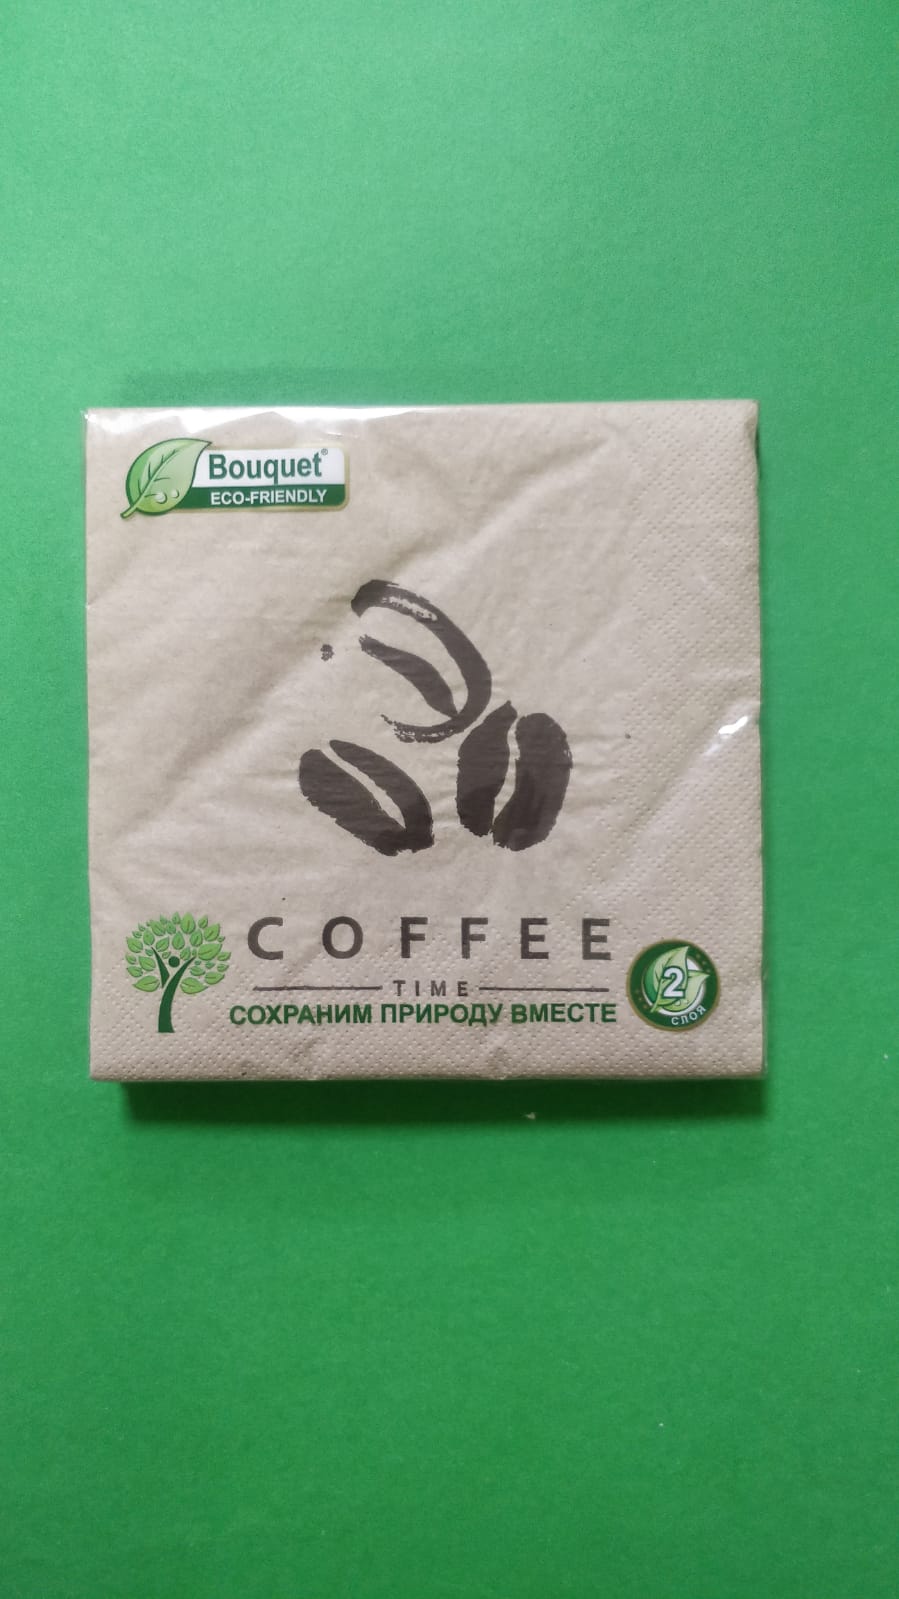 Bouquet®
ECO-FRIENDLY
COFFEE
TIME
СОХРАНИМ ПРИРОДУ ВМЕСТЕ
2
СЛОЯ